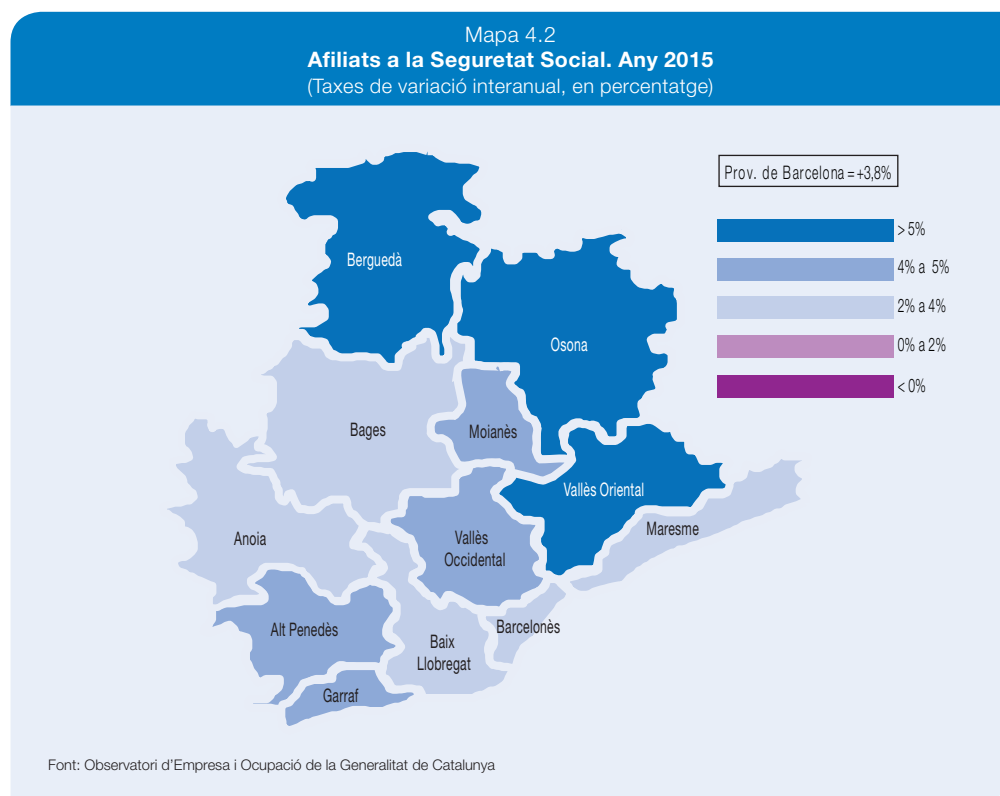 Mapa 4.2
Afiliats a la Seguretat Social. Any 2015
(Taxes de variació interanual, en percentatge)
Prov. de Barcelona = +3,8%
> 5%
4% a 5%
2% a 4%
0% a 2%
< 0%
Berguedà
Osona
Bages
Moianès
Vallès Oriental
Maresme
Anoia
Vallès
Occidental
Alt Penedès
Barcelonès
Baix
Llobregat
Garraf
Font: Observatori d'Empresa i Ocupació de la Generalitat de Catalunya